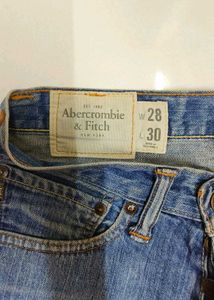 EST. 1892
Abercrombie
& Fitch
NEW YORK
W 28
L 30